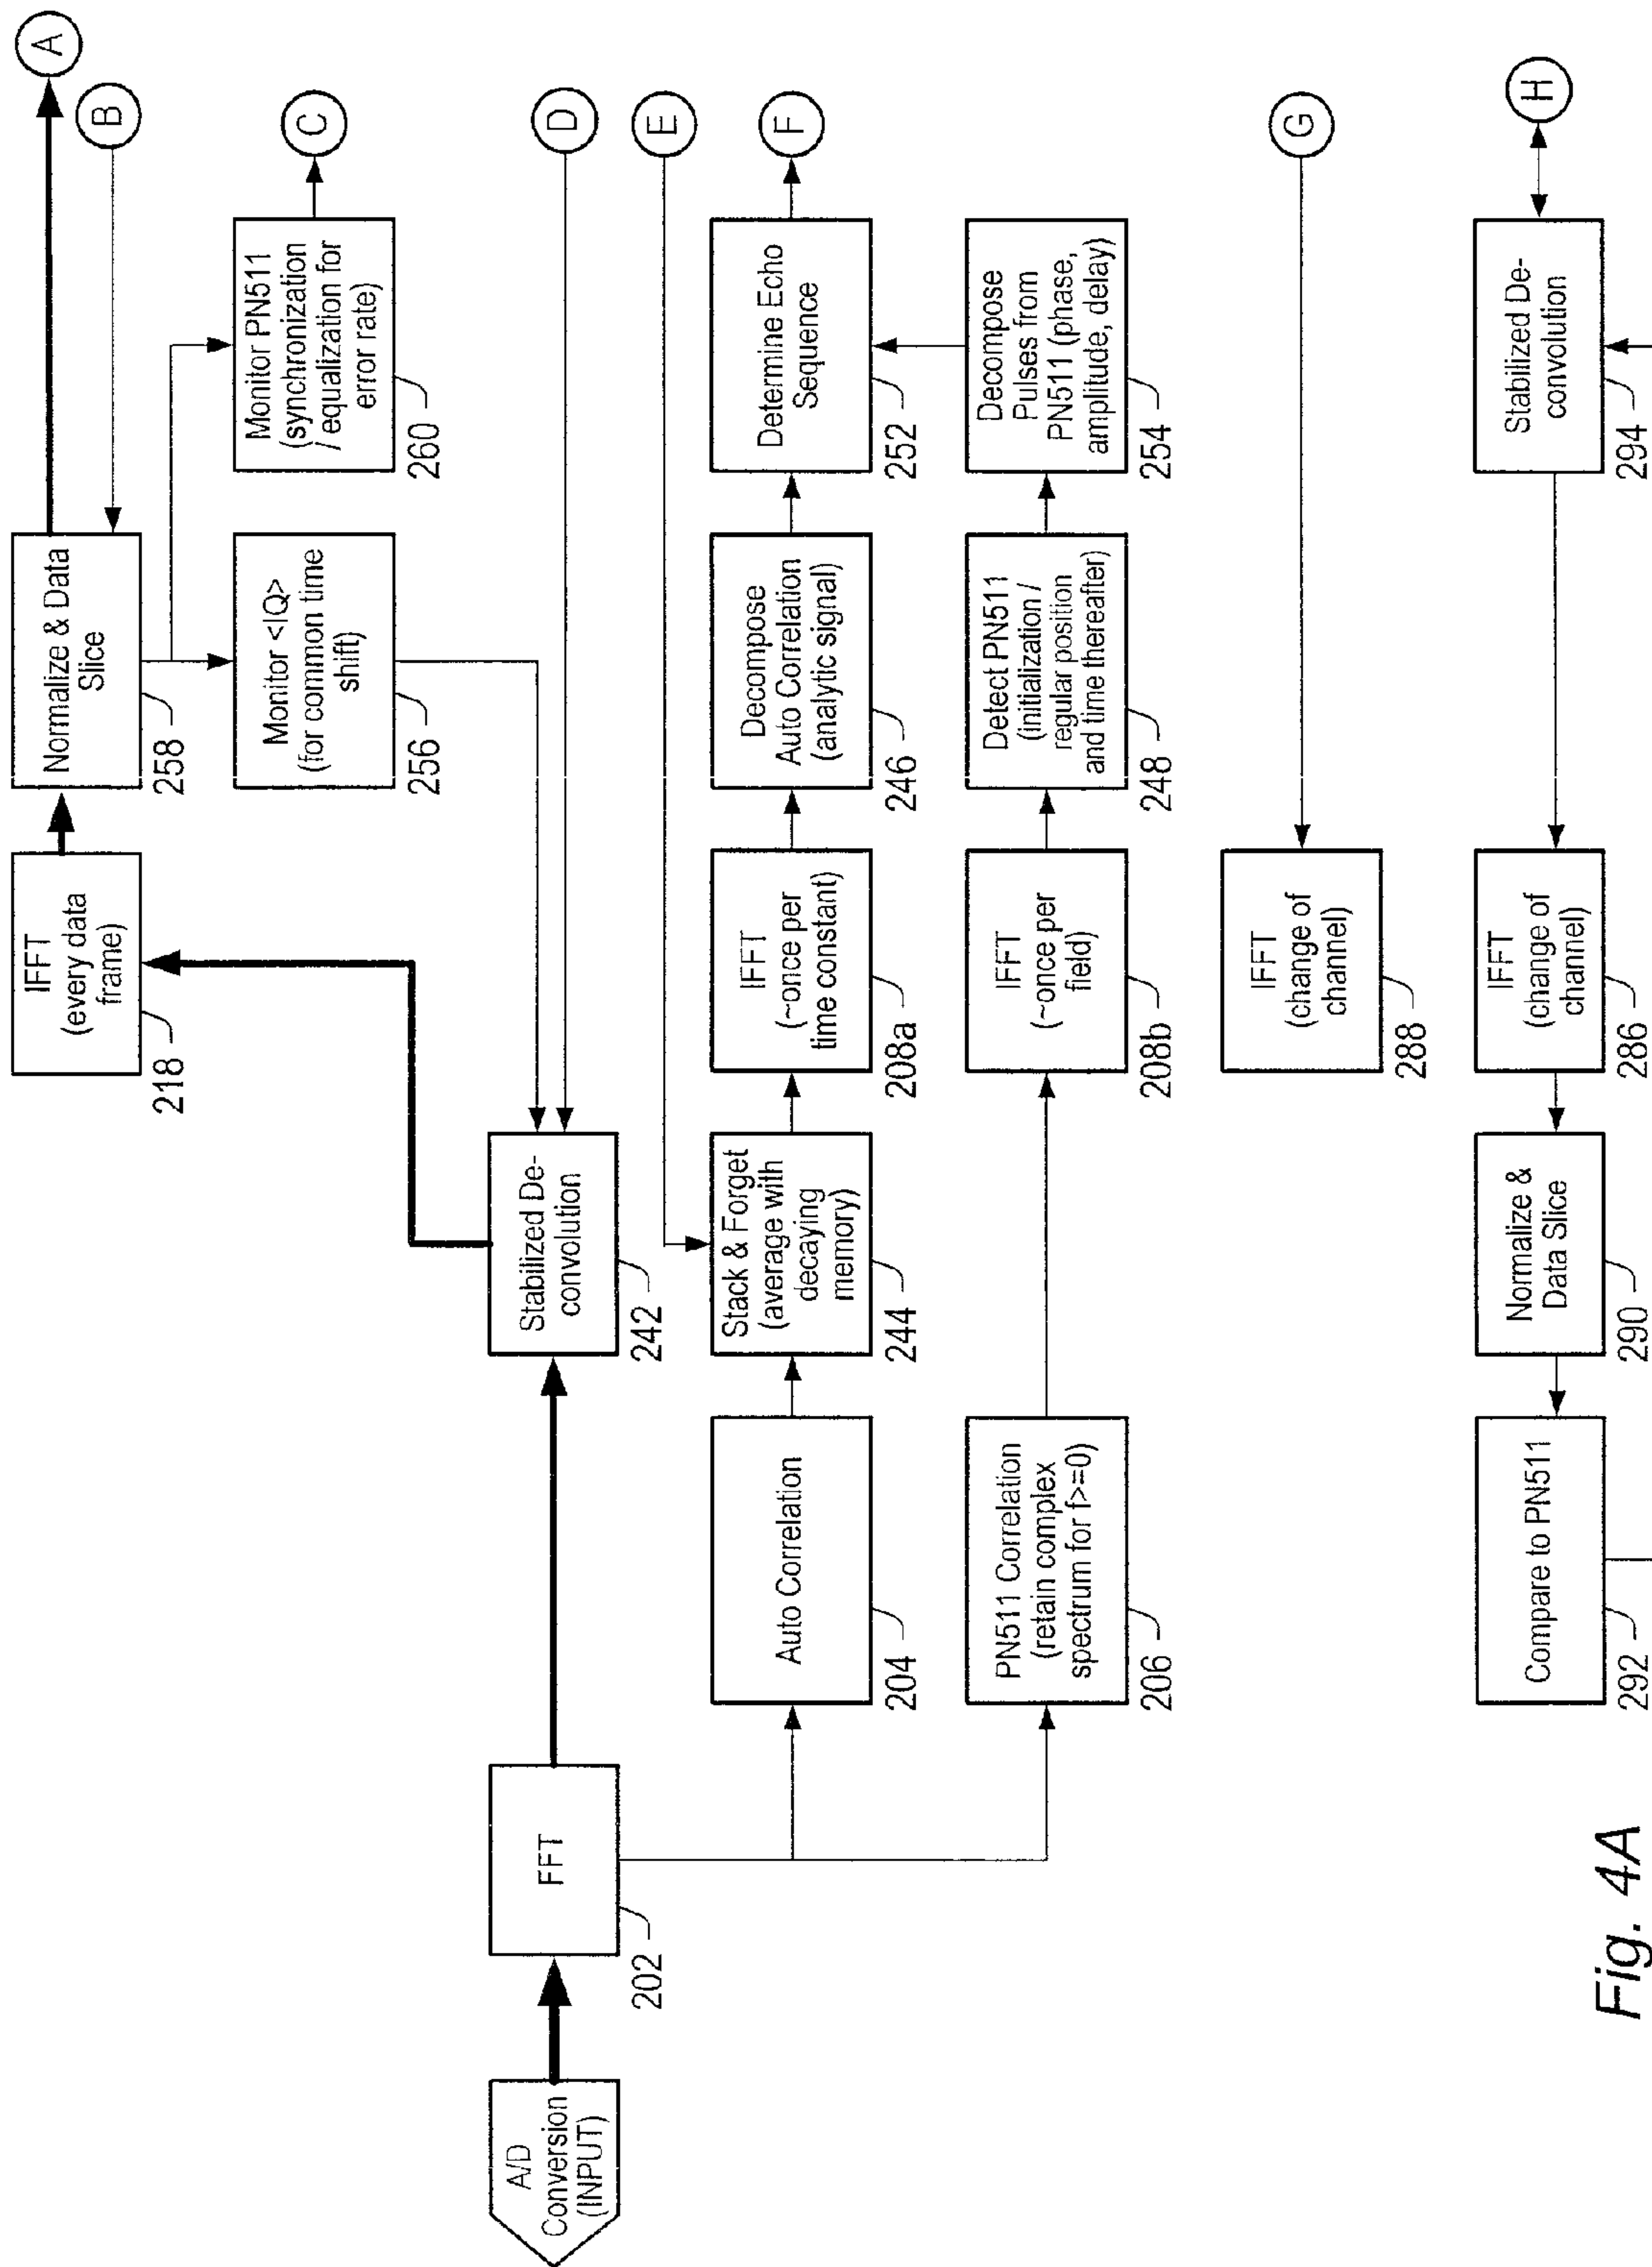 A/D
Conversion
(INPUT)
FFT
202
Stabilized De-
convolution
242
IFFT
(every data
frame)
218
Normalize & Data
Slice
258
A
B
Monitor <IQ>
(for common time
shift)
256
Monitor PN511
(synchronization
/ equalization for
error rate)
260
C
D
E
Auto Correlation
204
Stack & Forget
(average with
decaying
memory)
244
IFFT
(~once per
time constant)
208a
Decompose
Auto Correlation
(analytic signal)
246
Determine Echo
Sequence
252
F
PN511 Correlation
(retain complex
spectrum for f>=0)
206
IFFT
(~once per
field)
208b
Detect PN511
(initialization /
regular position
and time thereafter)
248
Decompose
Pulses from
PN511 (phase,
amplitude, delay)
254
IFFT
(change of
channel)
288
G
Compare to PN511
292
Normalize &
Data Slice
290
IFFT
(change of
channel)
286
Stabilized De-
convolution
294
H
Fig. 4A